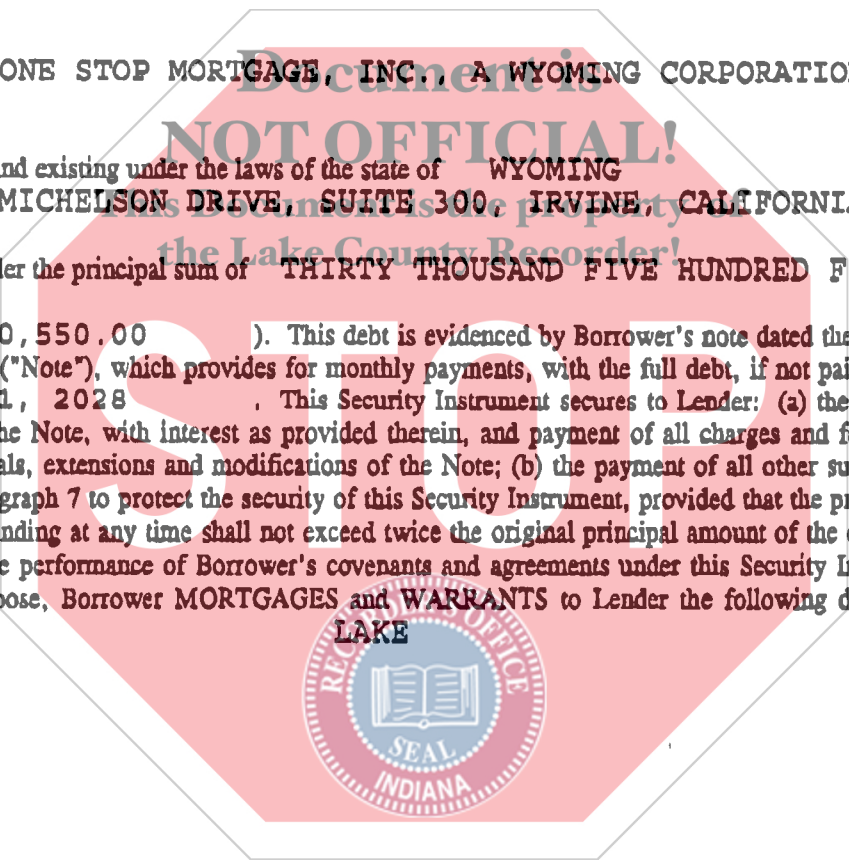 Document is
ONE STOP MORTGAGE, INC., A WYOMING CORPORATION
NOT OFFICIAL!
nd existing under the laws of the state of WYOMING
MICHELSON DRIVE, SUITE 300, IRVINE, CALIFORNIA
This Document is the property of
the Lake County Recorder!
der the principal sum of THIRTY THOUSAND FIVE HUNDRED F
0,550.00 ). This debt is evidenced by Borrower's note dated the
("Note"), which provides for monthly payments, with the full debt, if not pai
1, 2028 . This Security Instrument secures to Lender: (a) the
he Note, with interest as provided therein, and payment of all charges and f
als, extensions and modifications of the Note; (b) the payment of all other su
graph 7 to protect the security of this Security Instrument, provided that the pr
nding at any time shall not exceed twice the original principal amount of the
e performance of Borrower's covenants and agreements under this Security I
pose, Borrower MORTGAGES and WARRANTS to Lender the following d
LAKE
STOP
RECORDER'S OFFICE
SEAL
INDIANA